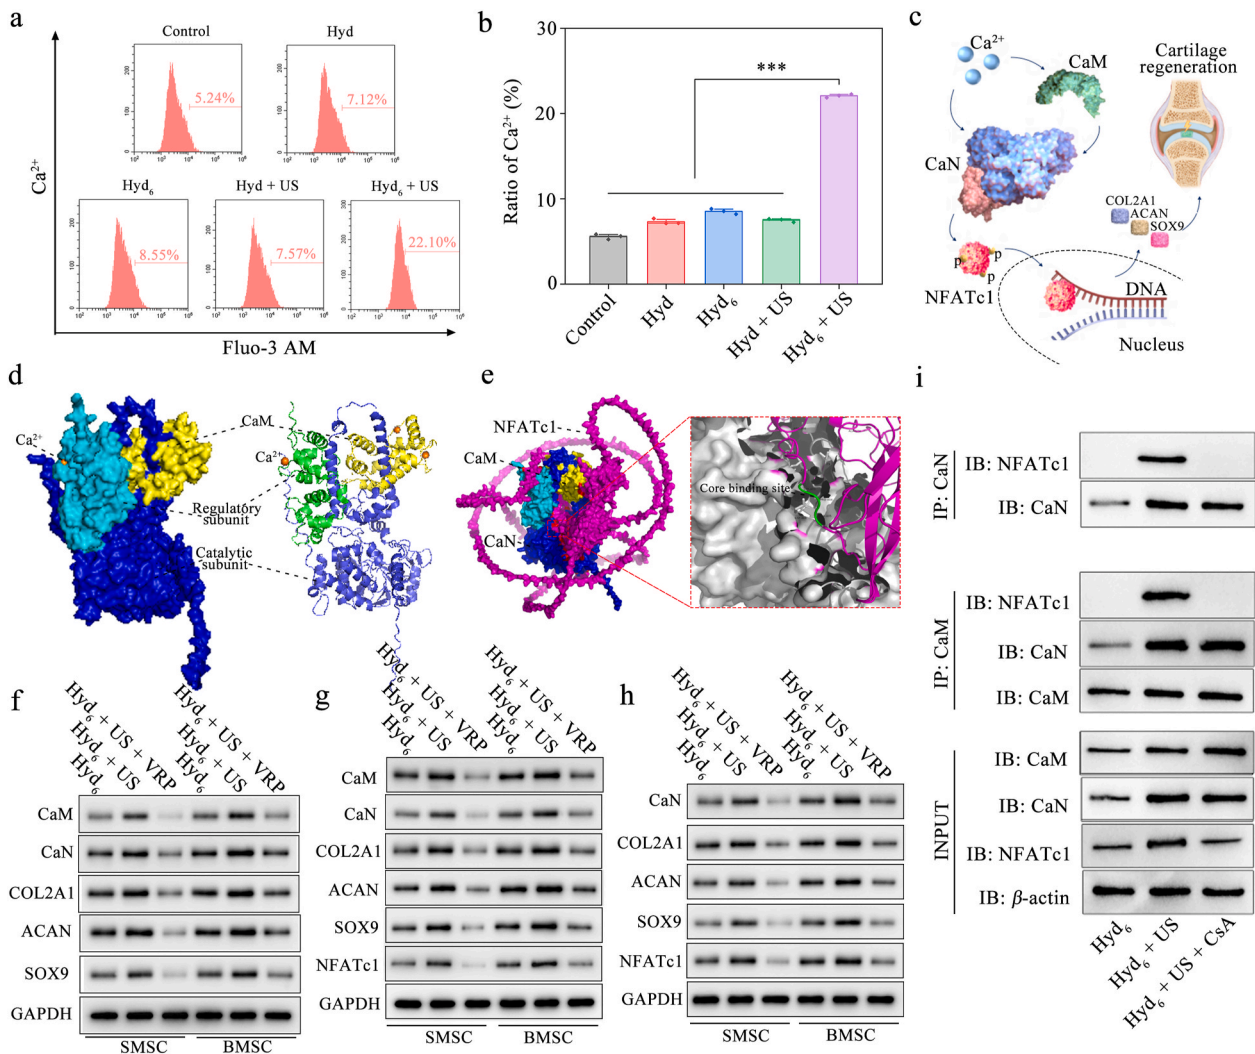 a
Control
Hyd
5.24%
7.12%
Hyd6
Hyd + US
Hyd6 + US
8.55%
7.57%
22.10%
Ca2+
Fluo-3 AM
b
Ratio of Ca2+ (%)
30
20
10
0
***
Control
Hyd
Hyd6
Hyd + US
Hyd6 + US
c
Ca2+
CaM
Cartilage
regeneration
CaN
COL2A1
ACAN
SOX9
p
p
p
NFATc1
DNA
Nucleus
d
Ca2+
CaM
Ca2+
Regulatory
subunit
Catalytic
subunit
e
NFATc1
CaM
CaN
Core binding site
f
Hyd6
Hyd6 + US
Hyd6 + US + VRP
Hyd6
Hyd6 + US
Hyd6 + US + VRP
CaM
CaN
COL2A1
ACAN
SOX9
GAPDH
SMSC
BMSC
g
Hyd6
Hyd6 + US
Hyd6 + US + VRP
Hyd6
Hyd6 + US
Hyd6 + US + VRP
CaM
CaN
COL2A1
ACAN
SOX9
NFATc1
GAPDH
SMSC
BMSC
h
Hyd6
Hyd6 + US
Hyd6 + US + VRP
Hyd6
Hyd6 + US
Hyd6 + US + VRP
CaN
COL2A1
ACAN
SOX9
NFATc1
GAPDH
SMSC
BMSC
i
IP: CaN
IB: NFATc1
IB: CaN
IP: CaM
IB: NFATc1
IB: CaN
IB: CaM
INPUT
IB: CaM
IB: CaN
IB: NFATc1
IB: β-actin
Hyd6
Hyd6 + US
Hyd6 + US + CsA